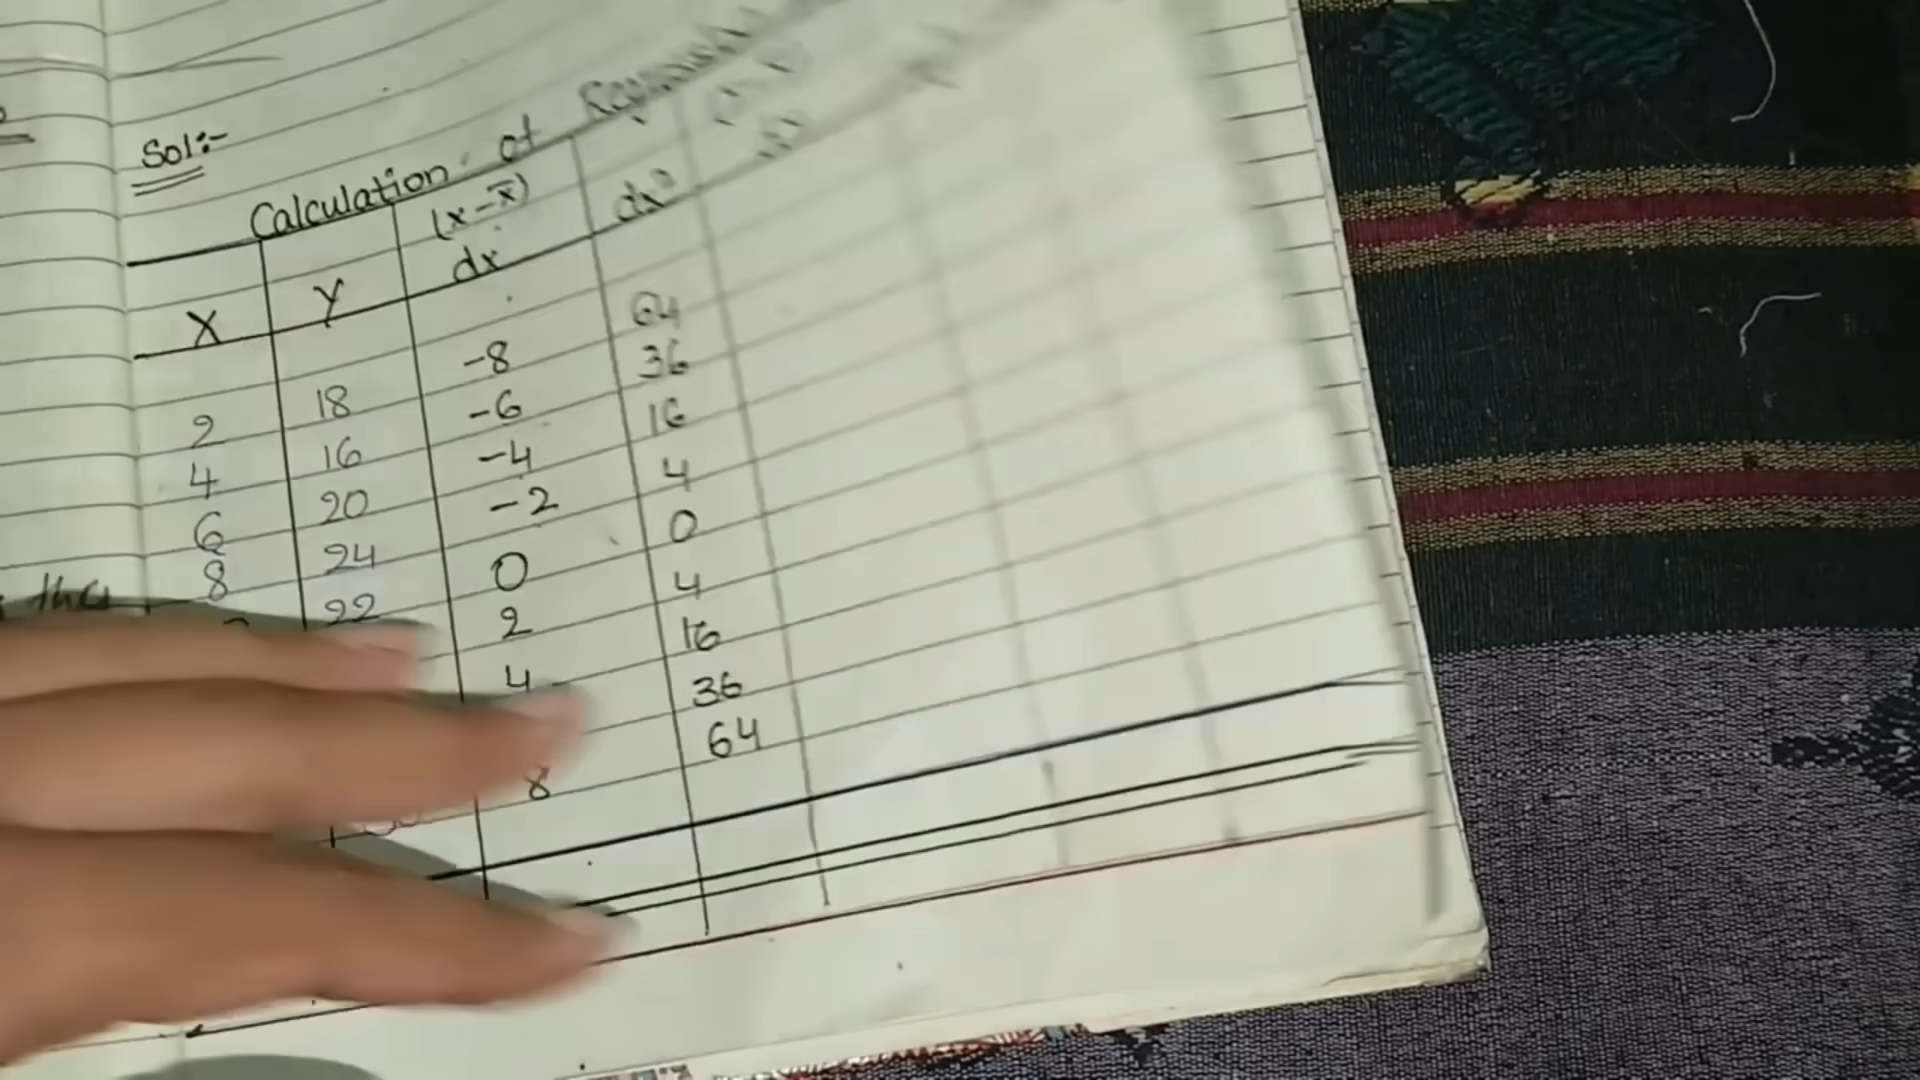 Sol:-
Calculation of
X Y (x-x̄) dx dx²
2 18 -8 64
4 16 -6 36
6 20 -4 16
8 24 -2 4
22 0 0
2 4
4 16
36
8 64